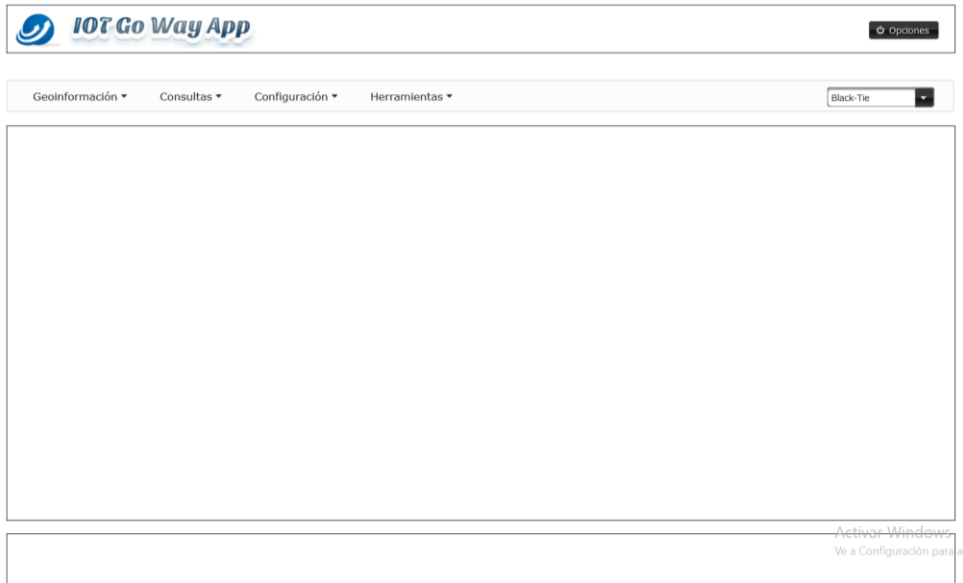 IOT Go Way App
Opciones
Geoinformación Consultas Configuración Herramientas
Black-Tie
Activar Windows
Ve a Configuración para a